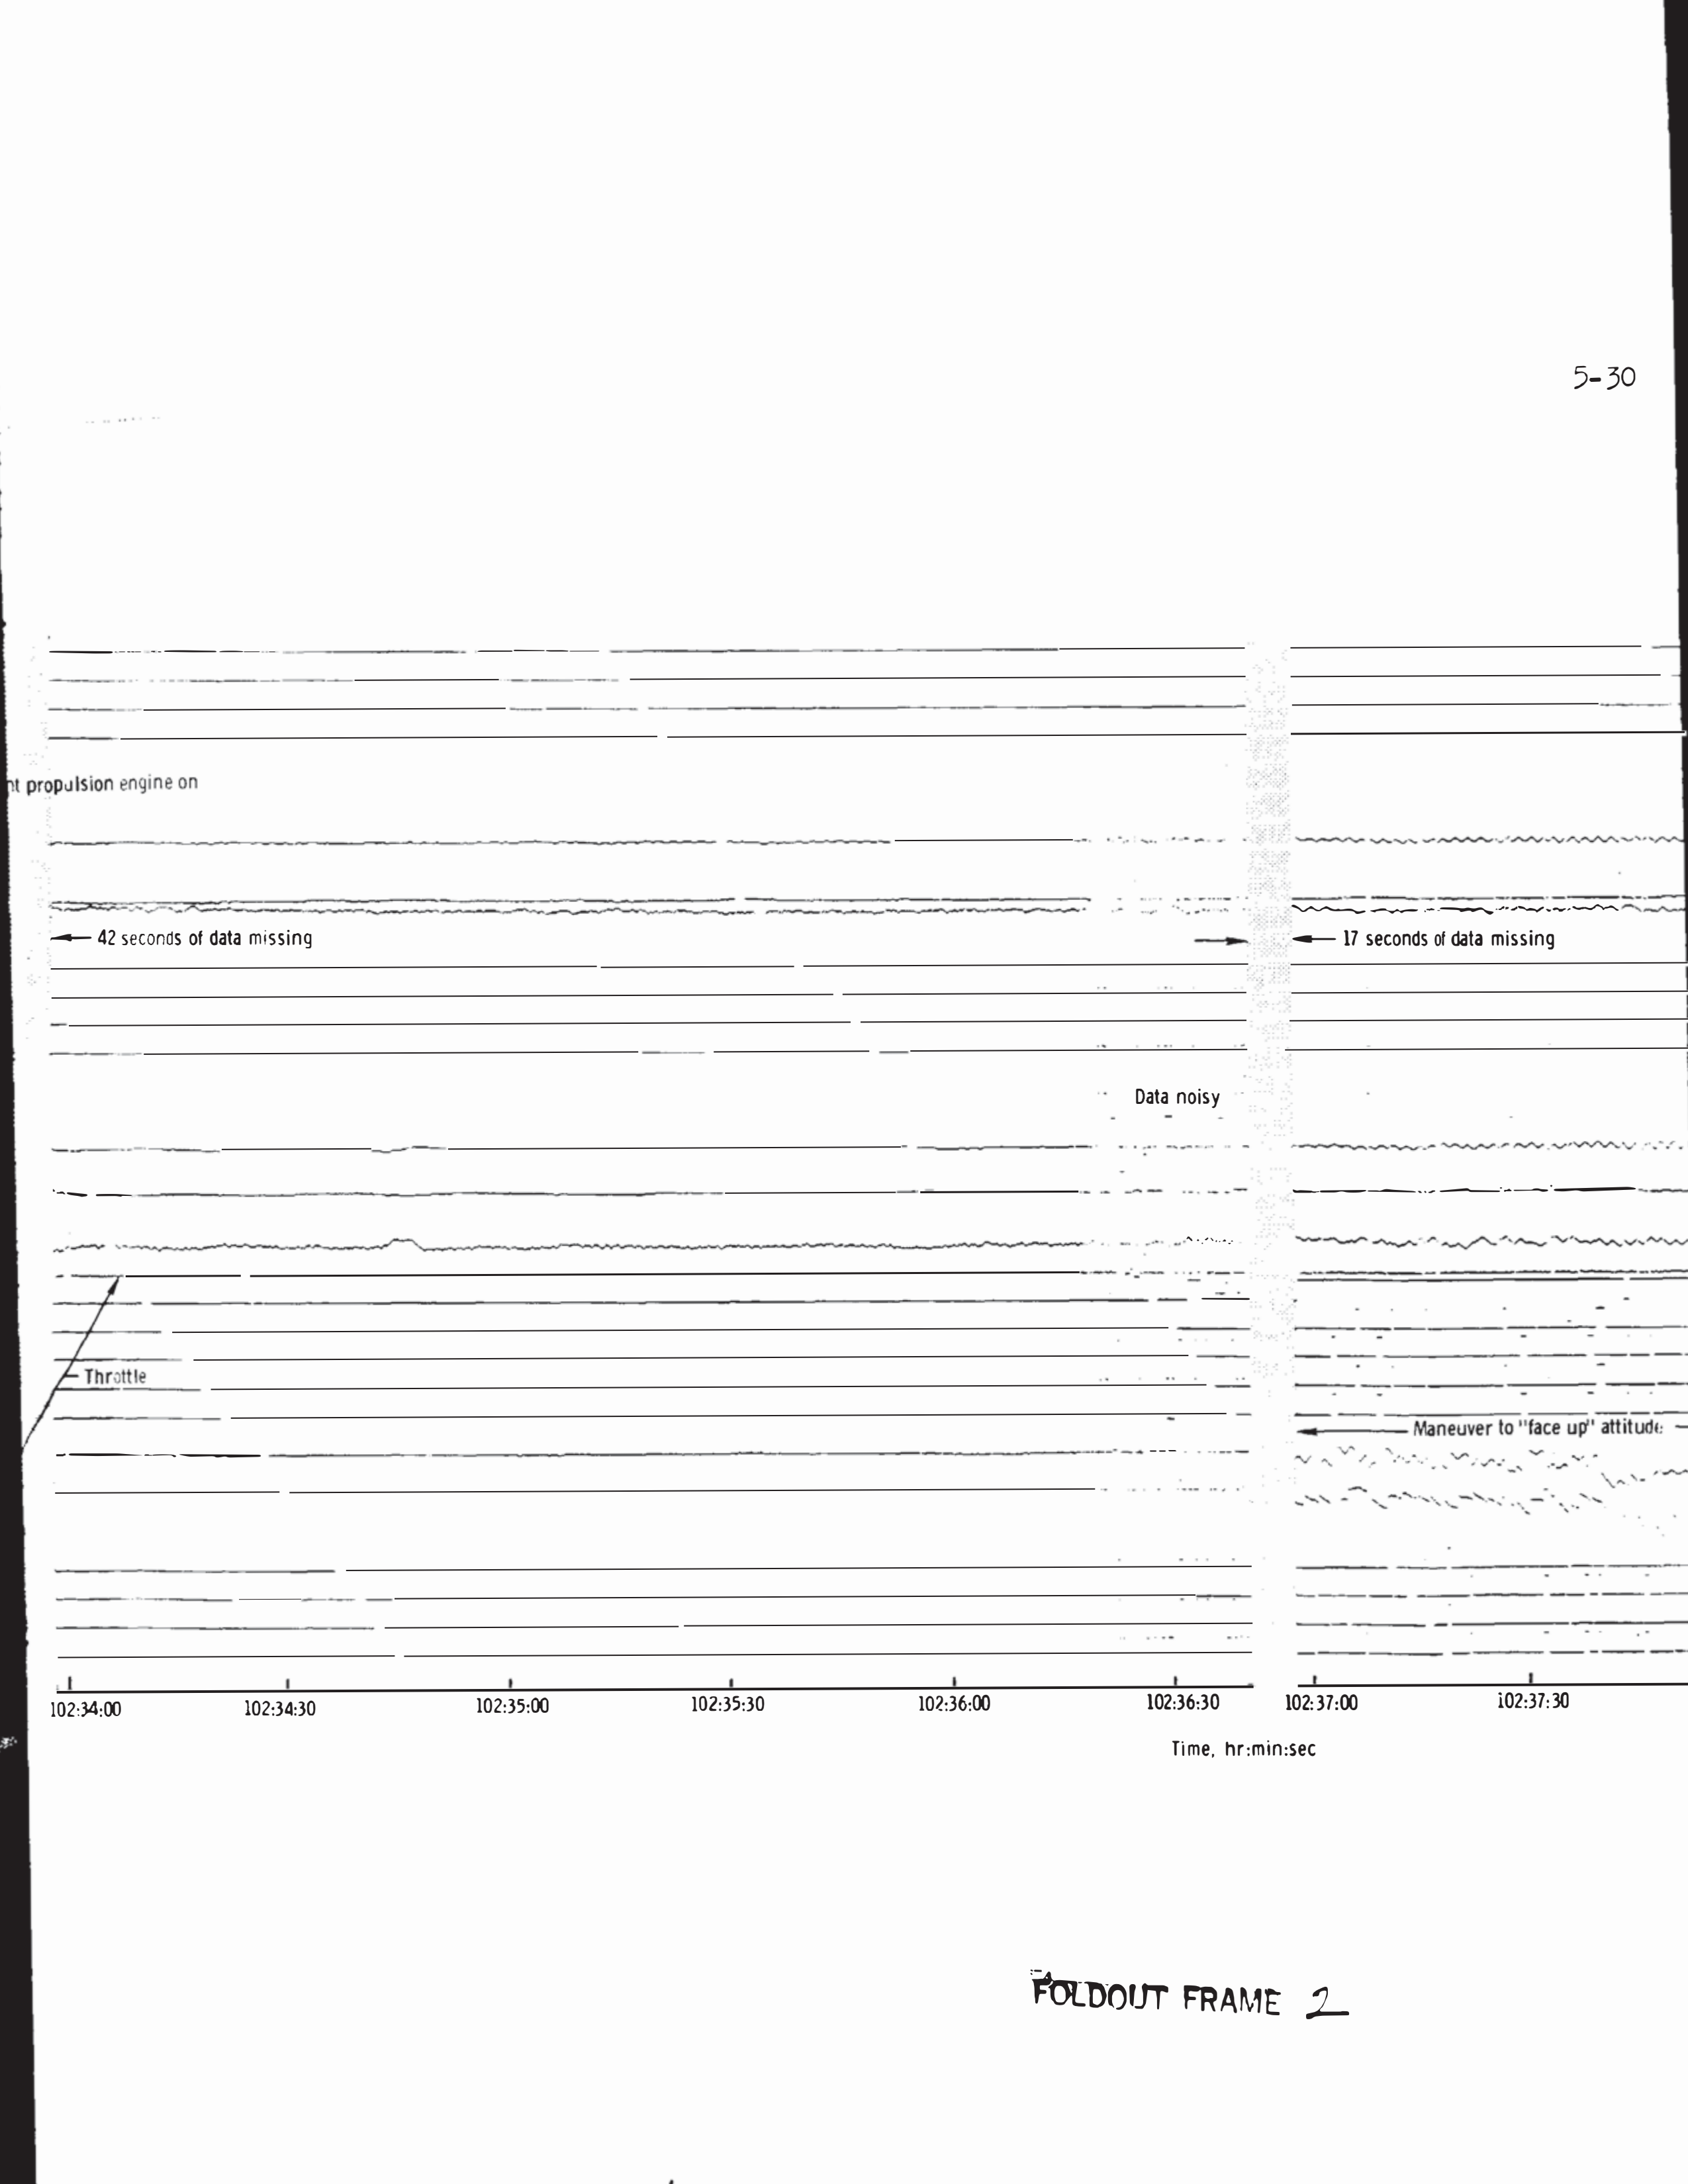 5-30
propulsion engine on
42 seconds of data missing
17 seconds of data missing
Data noisy
Throttle
Maneuver to "face up" attitude
102:34:00 102:34:30 102:35:00 102:35:30 102:36:00 102:36:30 102:37:00 102:37:30
Time, hr:min:sec
FOLDOUT FRAME 2